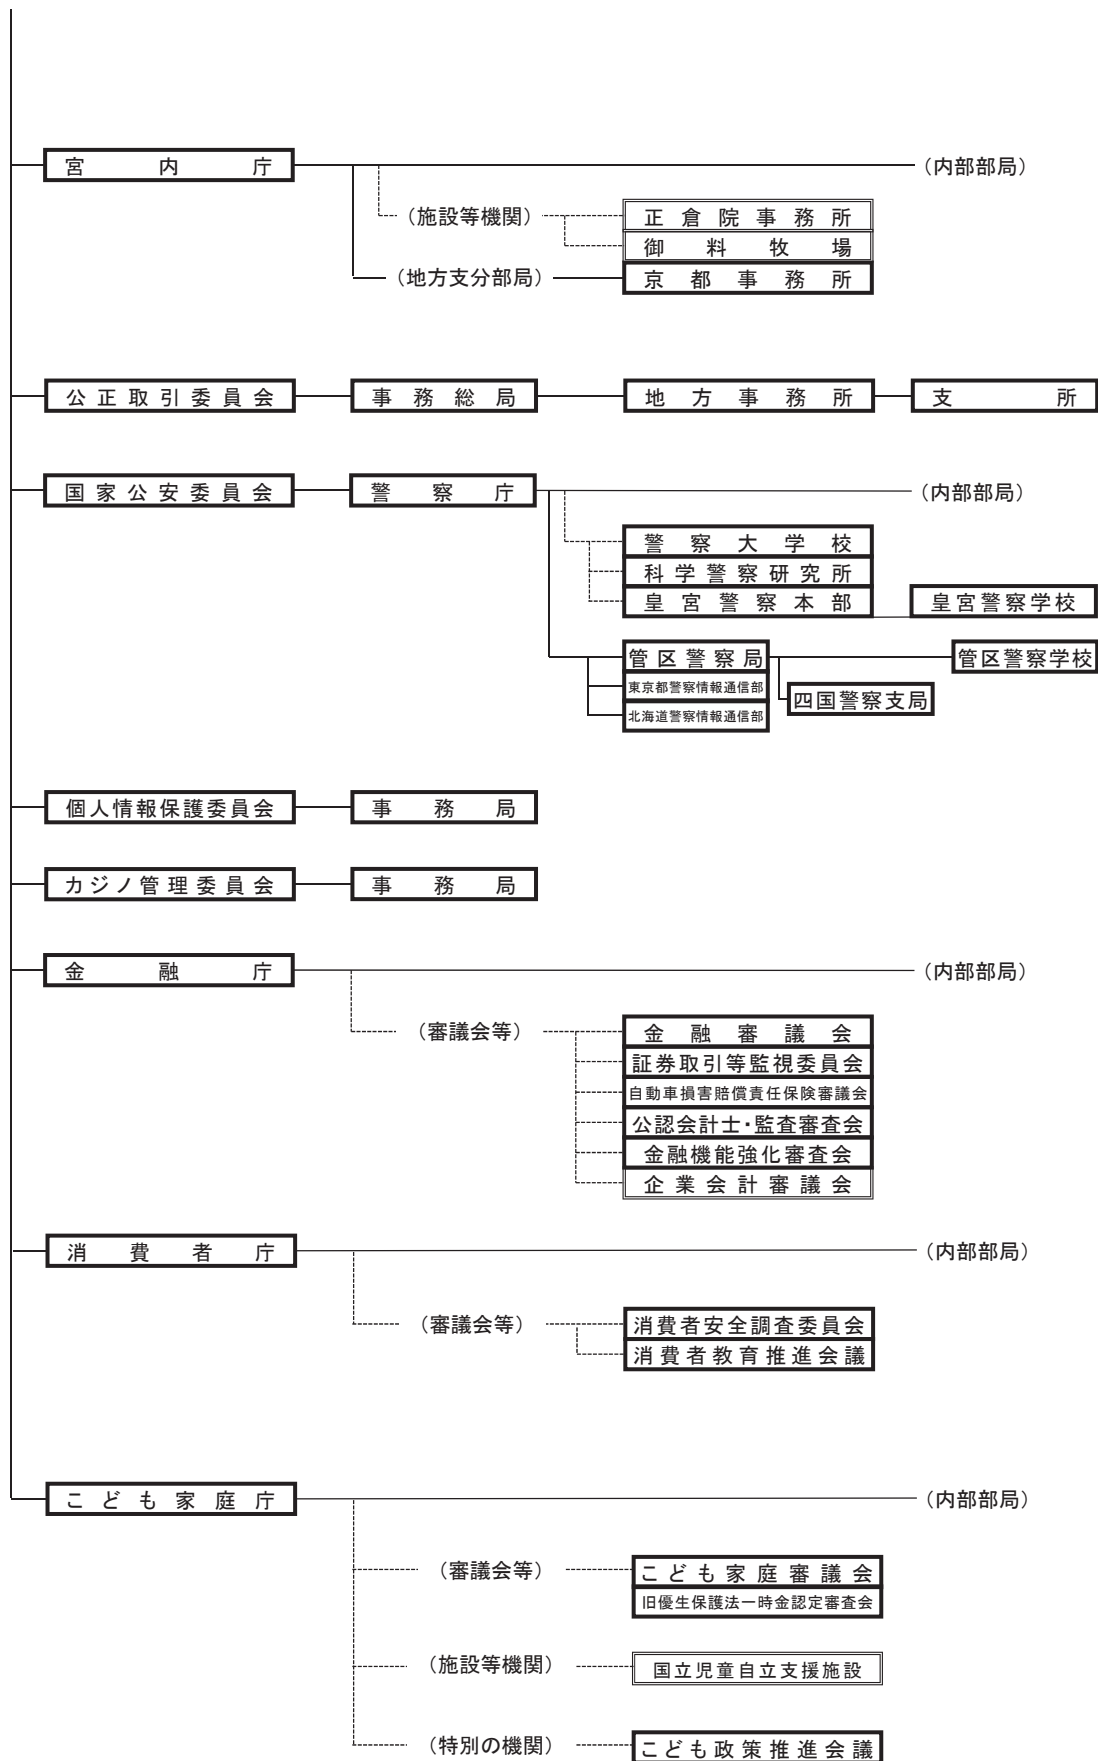 宮内庁
（内部部局）
（施設等機関）
正倉院事務所
御料牧場
（地方支分部局）
京都事務所
公正取引委員会
事務総局
地方事務所
支所
国家公安委員会
警察庁
（内部部局）
警察大学校
科学警察研究所
皇宮警察本部
皇宮警察学校
管区警察局
管区警察学校
東京都警察情報通信部
四国警察支局
北海道警察情報通信部
個人情報保護委員会
事務局
カジノ管理委員会
事務局
金融庁
（内部部局）
（審議会等）
金融審議会
証券取引等監視委員会
自動車損害賠償責任保険審議会
公認会計士・監査審査会
金融機能強化審査会
企業会計審議会
消費者庁
（内部部局）
（審議会等）
消費者安全調査委員会
消費者教育推進会議
こども家庭庁
（内部部局）
（審議会等）
こども家庭審議会
旧優生保護法一時金認定審査会
（施設等機関）
国立児童自立支援施設
（特別の機関）
こども政策推進会議